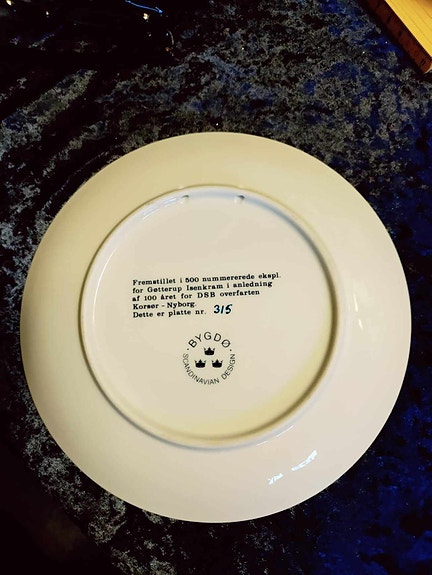 Fremstillet i 500 nummererede ekspl.
for Gøtterup Isenkram i anledning
af 100 året for DSB overfarten
Korsør - Nyborg.
Dette er platte nr. 315
· BYGDØ ·
SCANDINAVIAN DESIGN